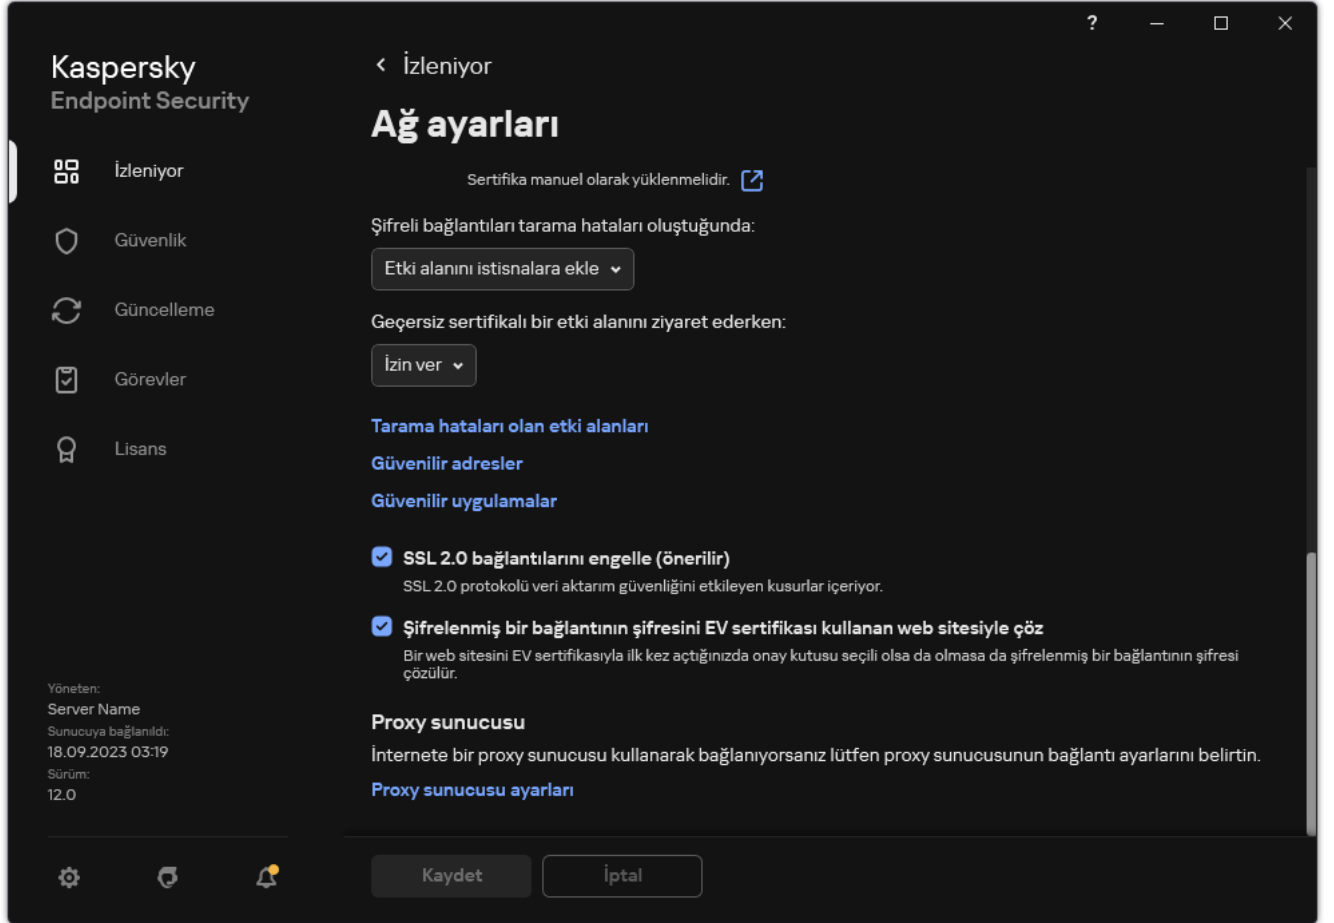 ?
Kaspersky
Endpoint Security
İzleniyor
Güvenlik
Güncelleme
Görevler
Lisans
Yöneten:
Server Name
Sunucuya bağlanıldı:
18.09.2023 03:19
Sürüm:
12.0
İzleniyor
Ağ ayarları
Sertifika manuel olarak yüklenmelidir.
Şifreli bağlantıları tarama hataları oluştuğunda:
Etki alanını istisnalara ekle
Geçersiz sertifikalı bir etki alanını ziyaret ederken:
İzin ver
Tarama hataları olan etki alanları
Güvenilir adresler
Güvenilir uygulamalar
SSL 2.0 bağlantılarını engelle (önerilir)
SSL 2.0 protokolü veri aktarım güvenliğini etkileyen kusurlar içeriyor.
Şifrelenmiş bir bağlantının şifresini EV sertifikası kullanan web sitesiyle çöz
Bir web sitesini EV sertifikasıyla ilk kez açtığınızda onay kutusu seçili olsa da olmasa da şifrelenmiş bir bağlantının şifresi
çözülür.
Proxy sunucusu
İnternete bir proxy sunucusu kullanarak bağlanıyorsanız lütfen proxy sunucusunun bağlantı ayarlarını belirtin.
Proxy sunucusu ayarları
Kaydet
İptal